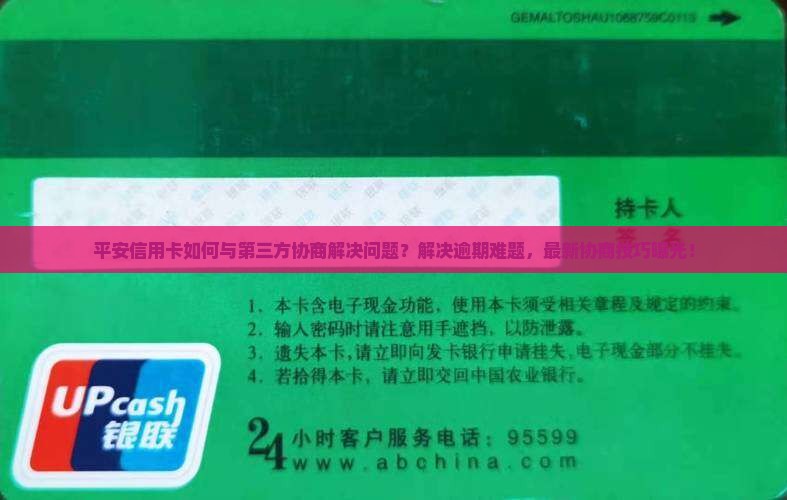 GEMALTOSHAU1068759C0119
持卡人
签 名
平安信用卡如何与第三方协商解决问题？解决逾期难题，最新协商技巧曝光！
1. 本卡含电子现金功能，使用本卡须受相关章程及规定的约束。
2. 输入密码时请注意用手遮挡，以防泄露。
3. 遗失本卡,请立即向发卡银行申请挂失,电子现金部分不挂失。
4. 若拾得本卡，请立即交回中国农业银行。
UPcash
银联
24小时客户服务电话：95599
www.abchina.com